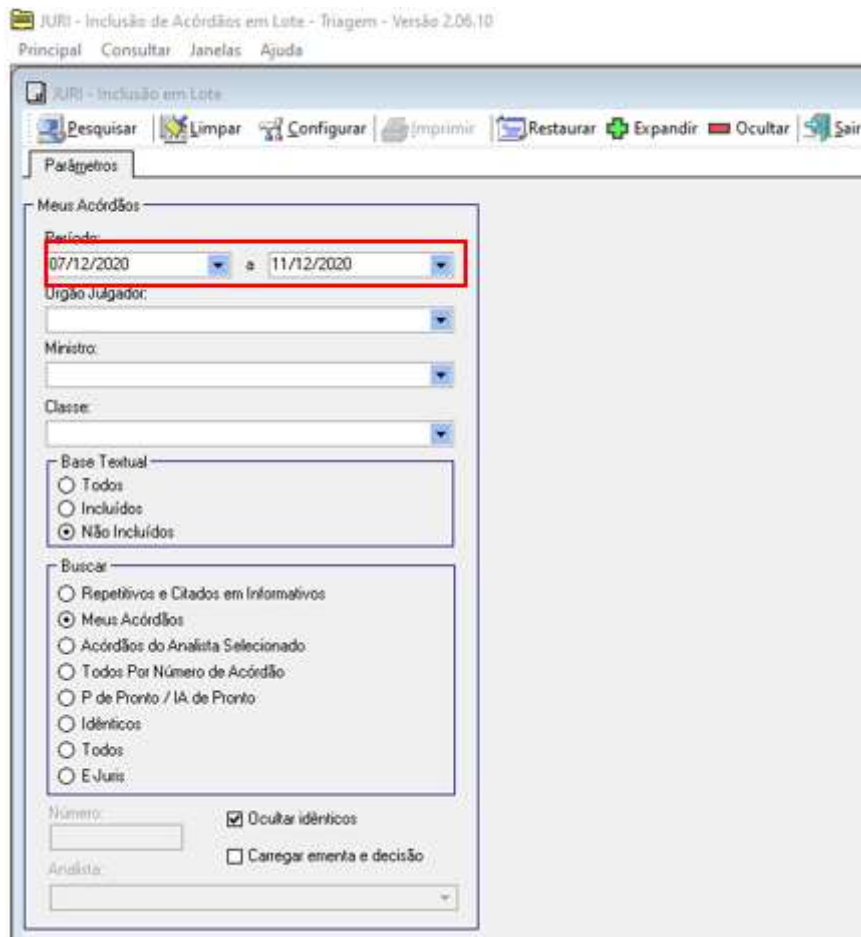 JURI - Inclusão de Acórdãos em Lote - Triagem - Versão 2.06.10
Principal Consultar Janelas Ajuda
JURI - Inclusão em Lote
Pesquisar Limpar Configurar Imprimir Restaurar Expandir Ocultar Sair
Parâmetros
Meus Acórdãos
Período:
07/12/2020 a 11/12/2020
Órgão Julgador:
Ministro:
Classe:
Base Textual
Todos
Incluídos
Não Incluídos
Buscar
Repetitivos e Citados em Informativos
Meus Acórdãos
Acórdãos do Analista Selecionado
Todos Por Número de Acórdão
P de Pronto / IA de Pronto
Idênticos
Todos
E-Juris
Número: Ocultar idênticos
Carregar ementa e decisão
Analista: